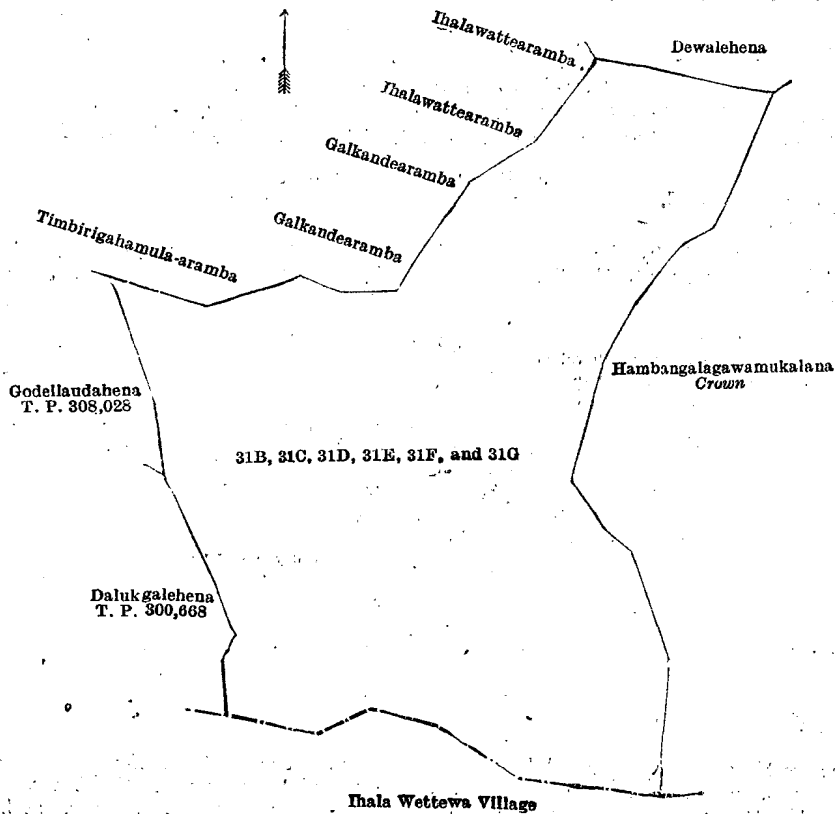 Ihalawattearamba
Dewalehena
Ihalawattearamba
Galkandearamba
Galkandearamba
Timbirigahamula-aramba
Hambangalagawamukalana
Crown
Godellaudahena
T. P. 308,028
31B, 31C, 31D, 31E, 31F, and 31G
Dalukgalehena
T. P. 300,668
Ihala Wettewa Village